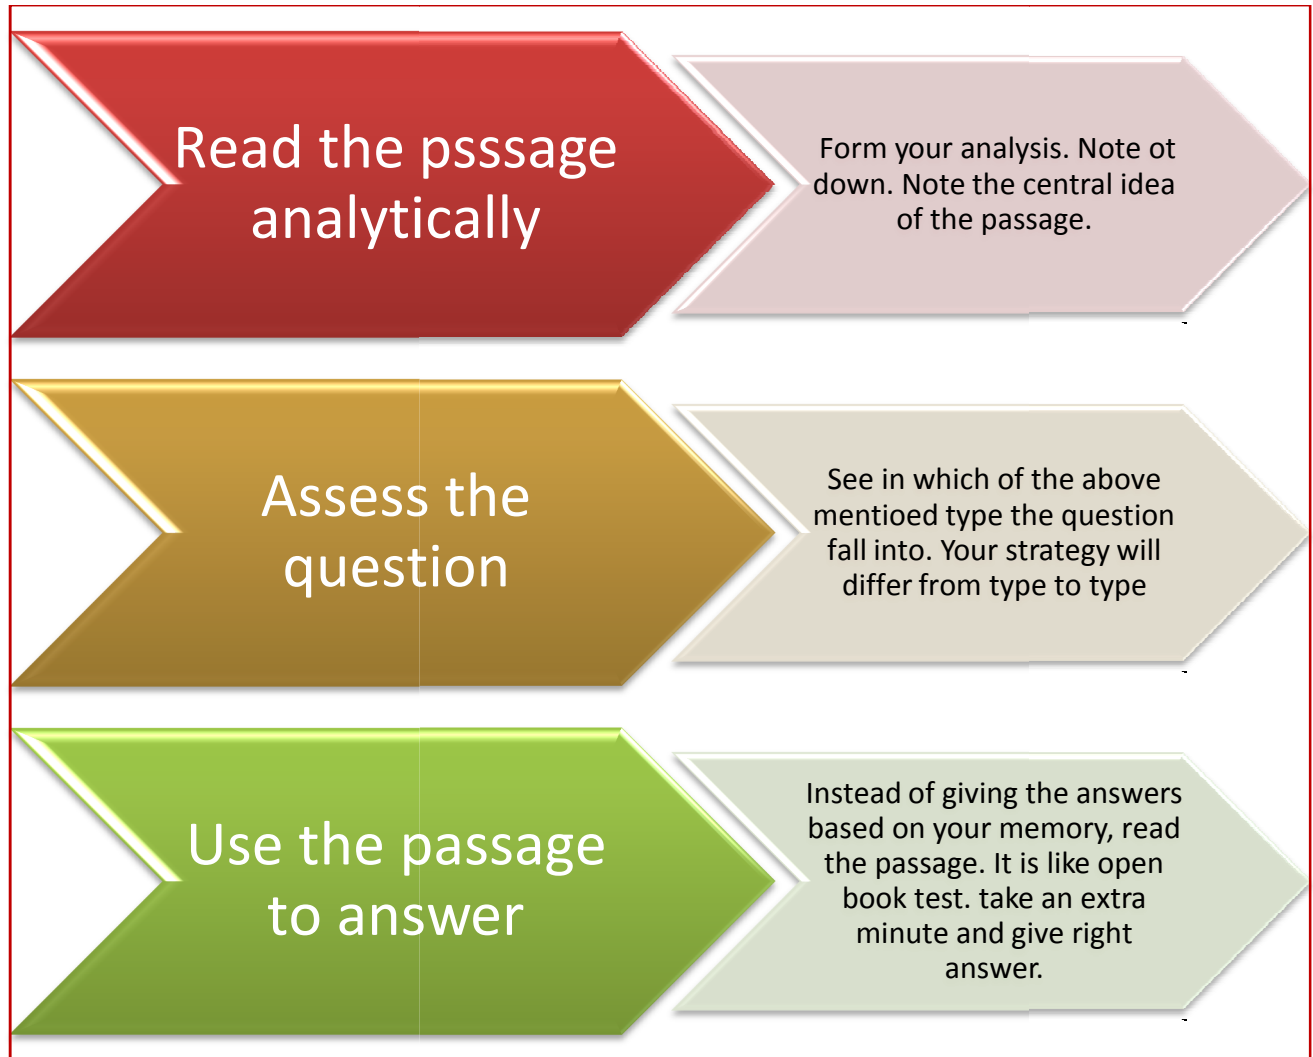 Read the psssage
analytically
Form your analysis. Note ot
down. Note the central idea
of the passage.
Assess the
question
See in which of the above
mentioed type the question
fall into. Your strategy will
differ from type to type
Use the passage
to answer
Instead of giving the answers
based on your memory, read
the passage. It is like open
book test. take an extra
minute and give right
answer.